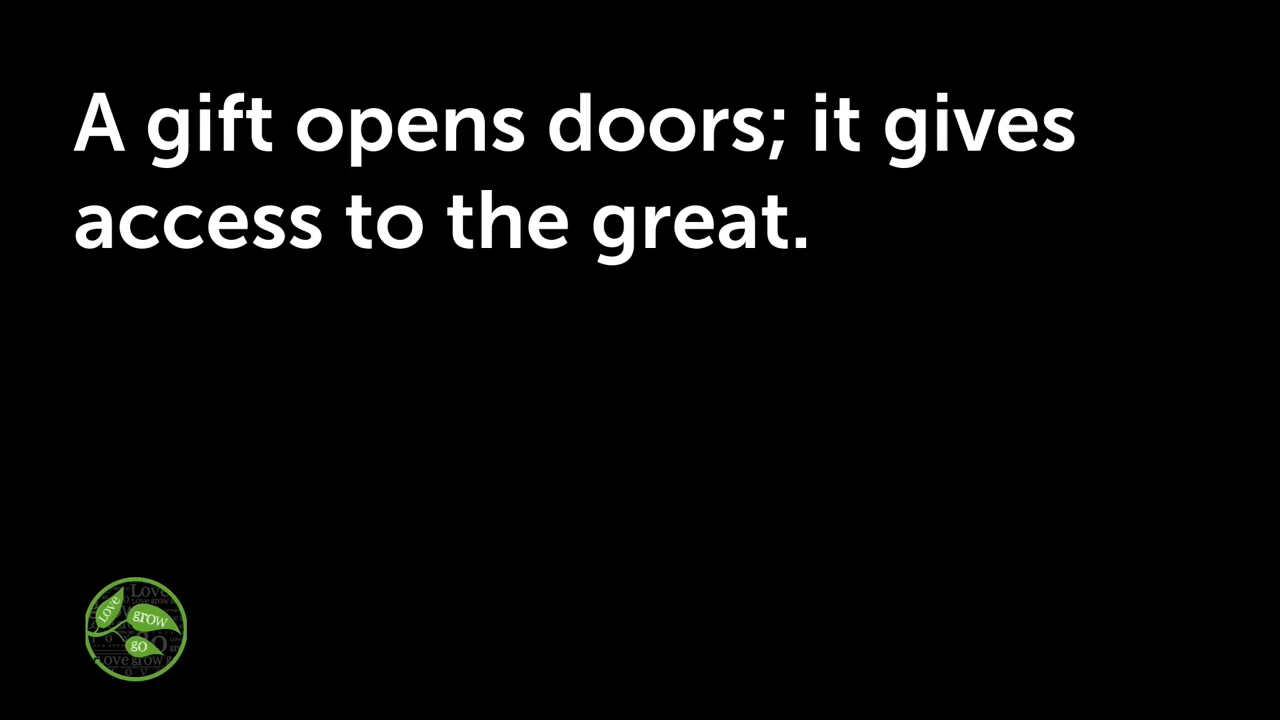 A gift opens doors; it gives
access to the great.
Love
grow
go